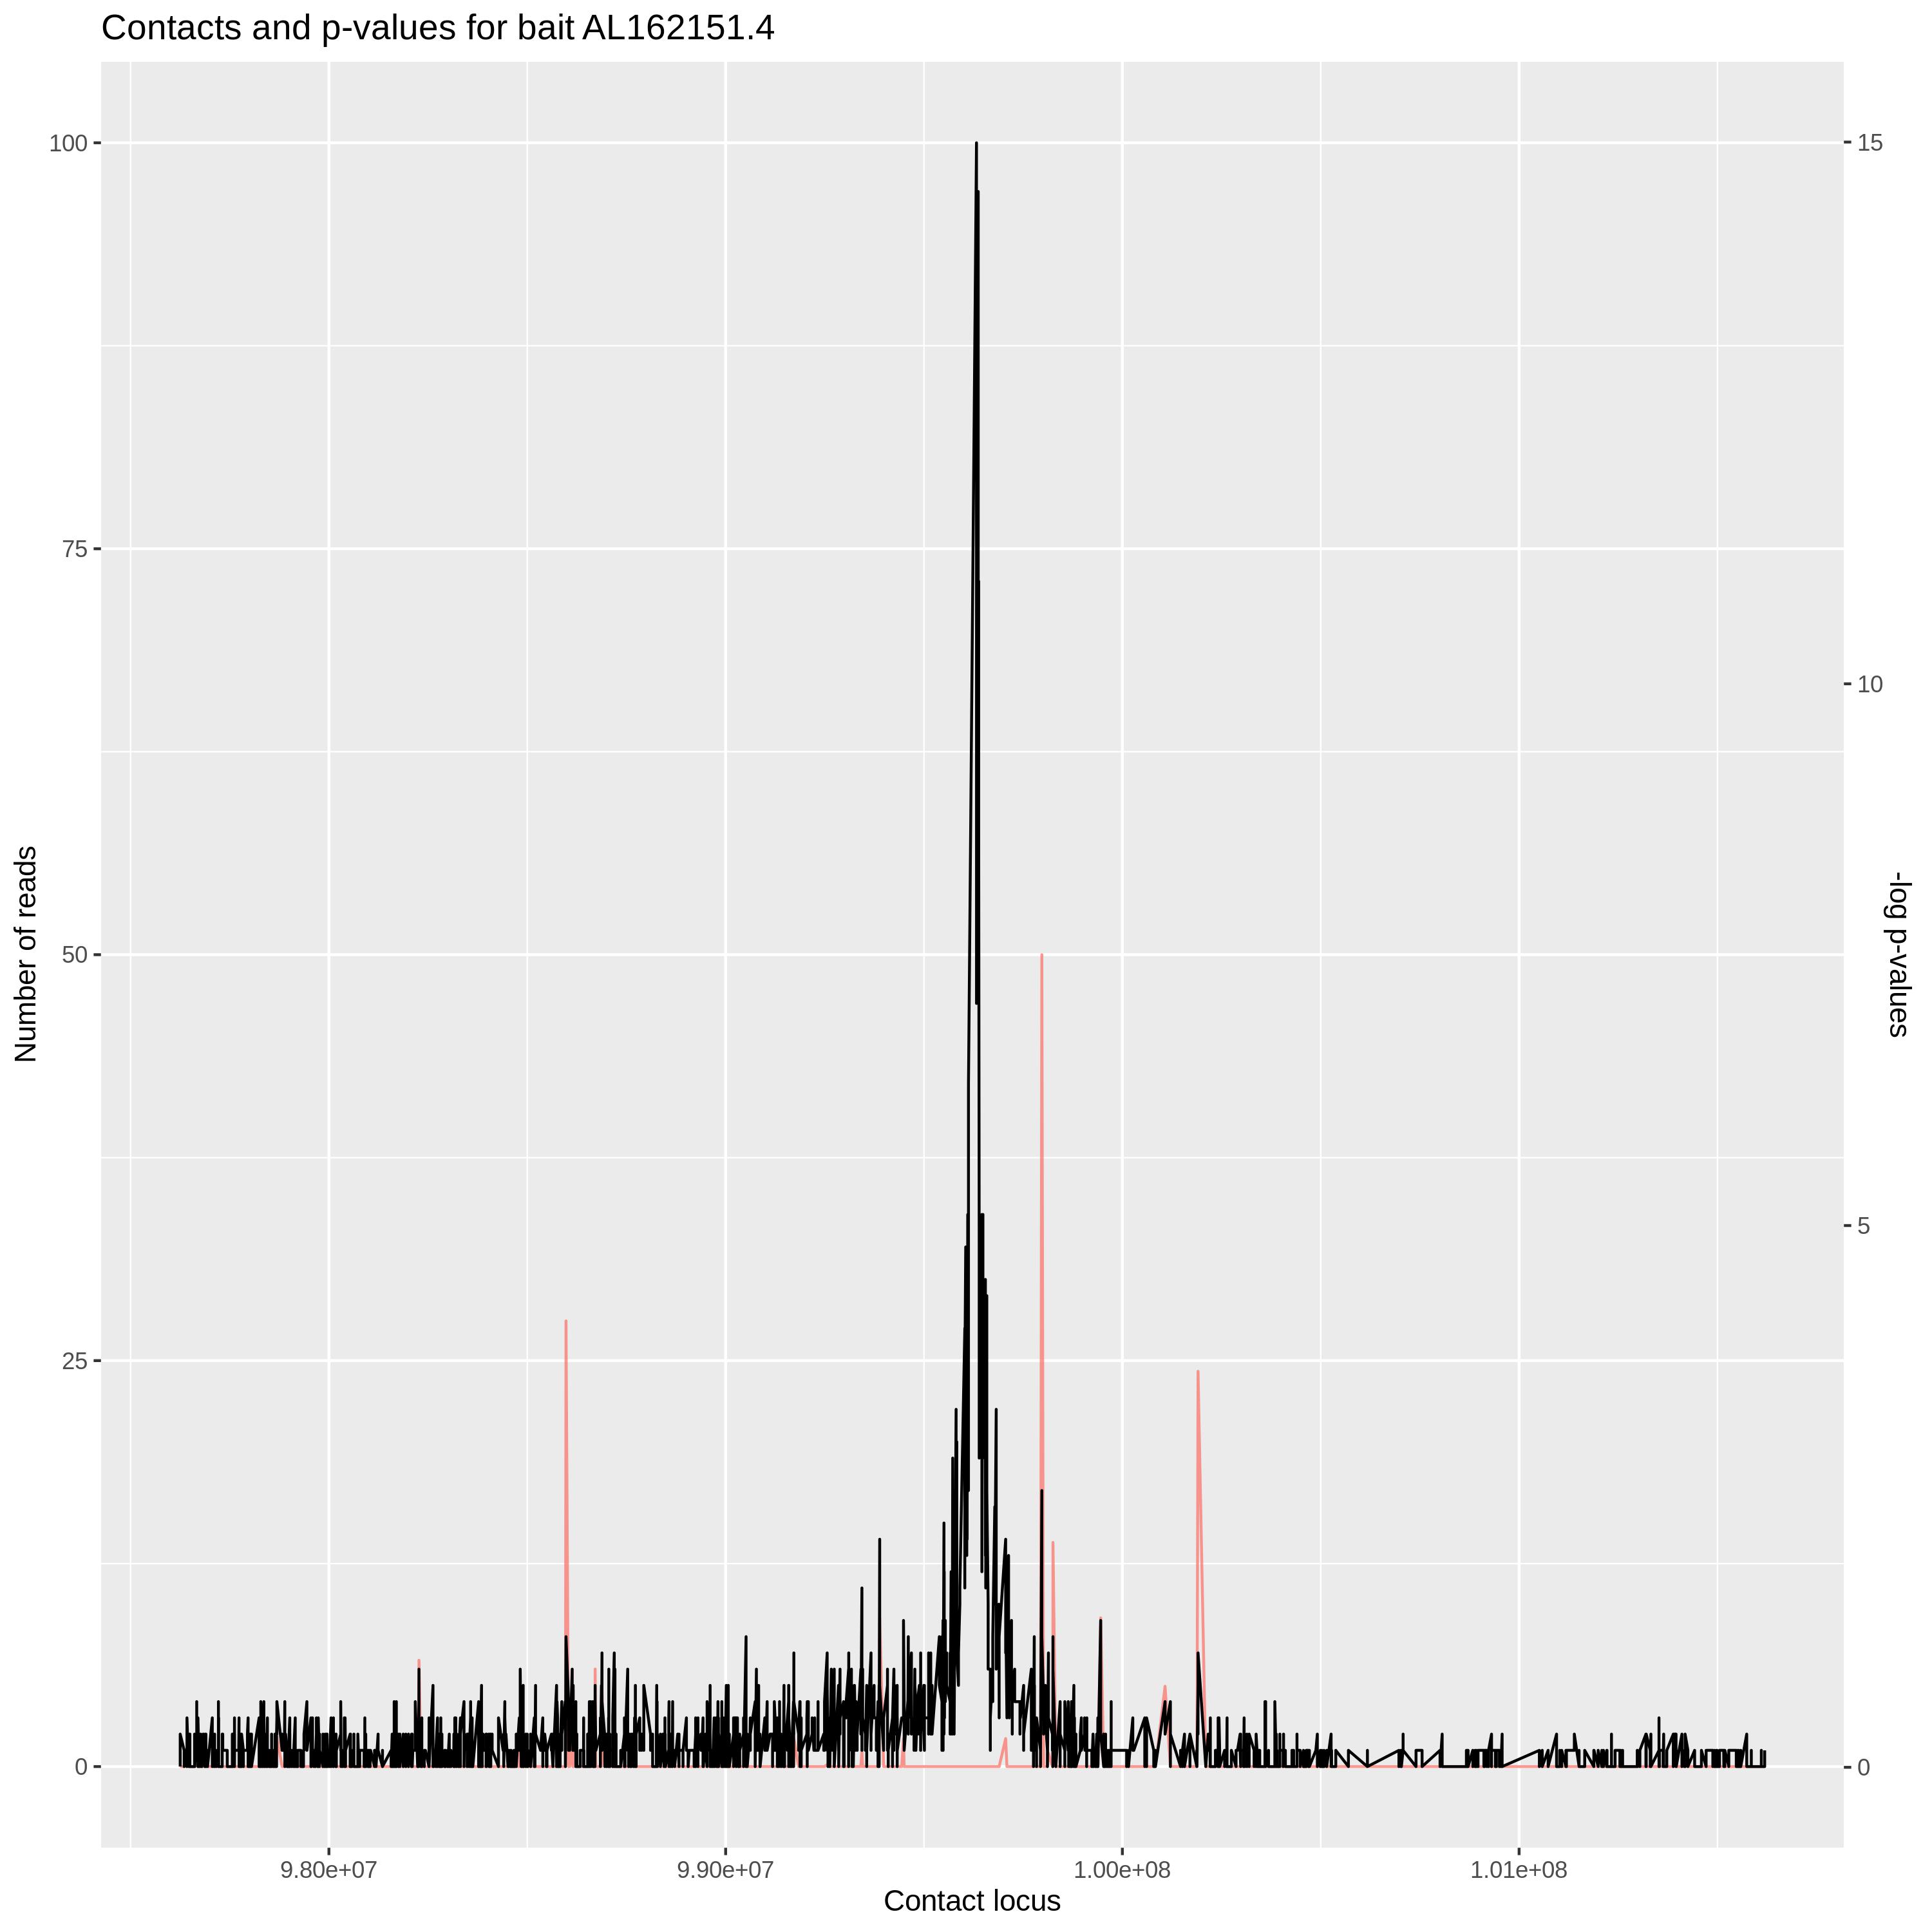 Contacts and p-values for bait AL162151.4
100
75
50
25
0
15
10
5
0
Number of reads
-log p-values
9.80e+07
9.90e+07
1.00e+08
1.01e+08
Contact locus